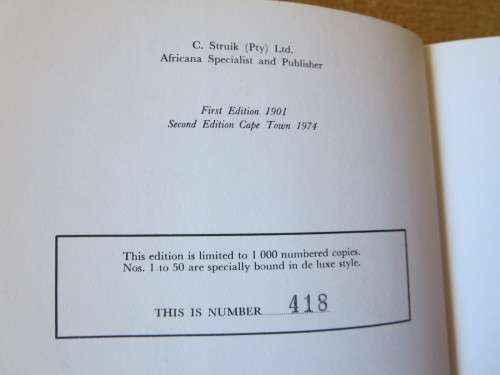 C. Struik (Pty) Ltd.
Africana Specialist and Publisher
First Edition 1901
Second Edition Cape Town 1974
This edition is limited to 1 000 numbered copies.
Nos. 1 to 50 are specially bound in de luxe style.
THIS IS NUMBER 418